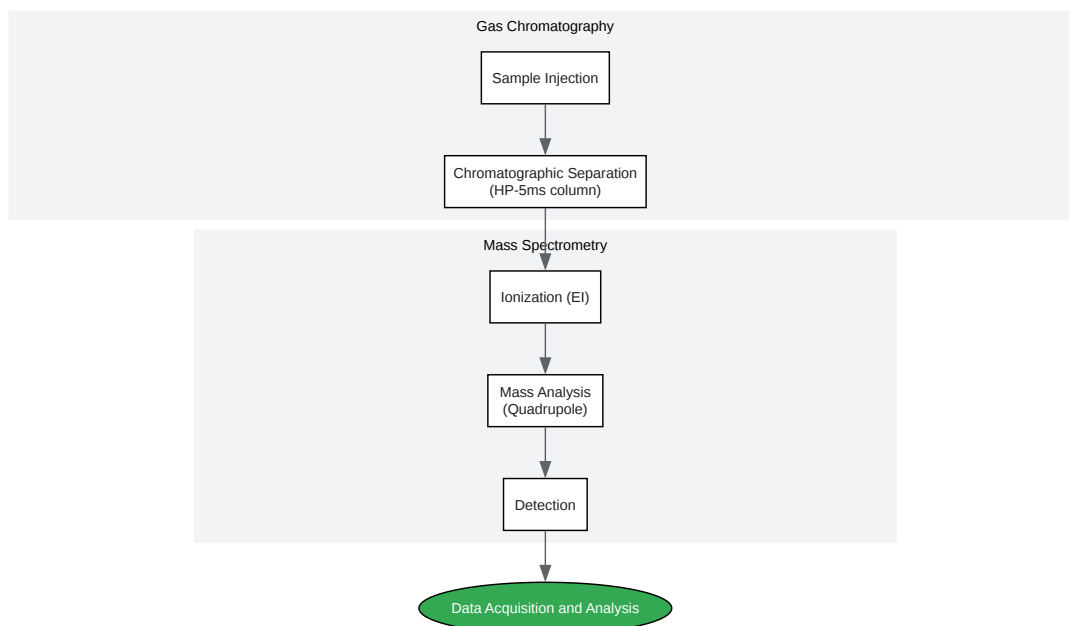 Gas Chromatography
Sample Injection
Chromatographic Separation
(HP-5ms column)
Mass Spectrometry
Ionization (EI)
Mass Analysis
(Quadrupole)
Detection
Data Acquisition and Analysis